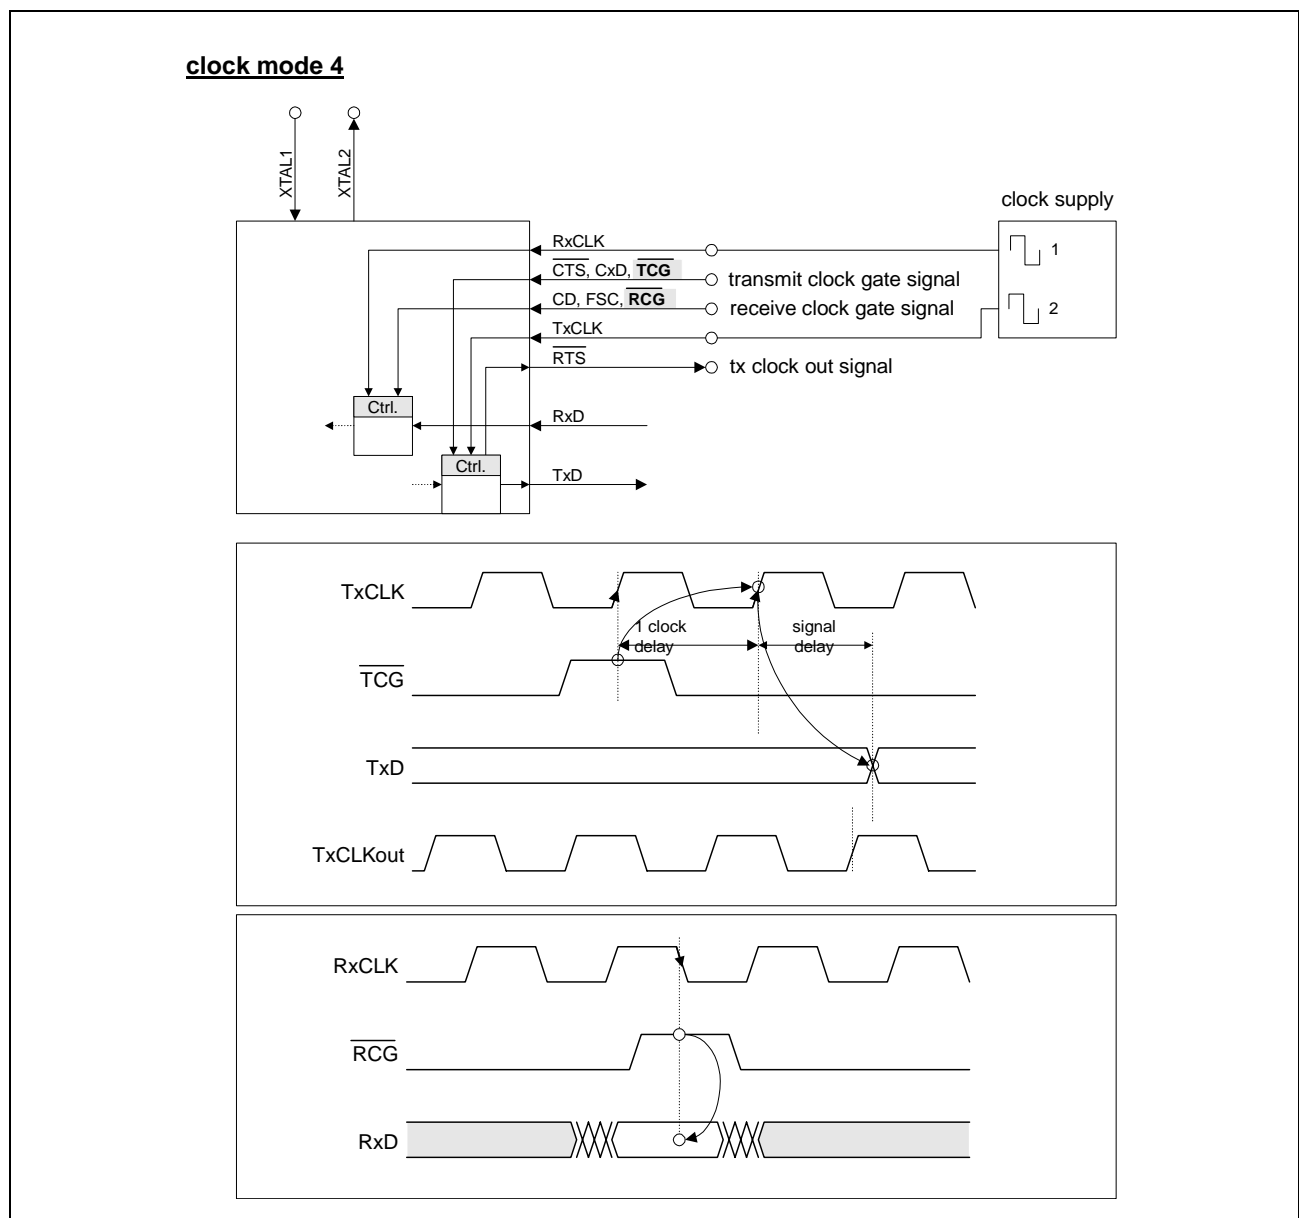 clock mode 4
XTAL1
XTAL2
clock supply
RxCLK
1
CTS, CxD, TCG
transmit clock gate signal
CD, FSC, RCG
receive clock gate signal
2
TxCLK
RTS
tx clock out signal
Ctrl.
RxD
Ctrl.
TxD
TxCLK
1 clock
delay
signal
delay
TCG
TxD
TxCLKout
RxCLK
RCG
RxD